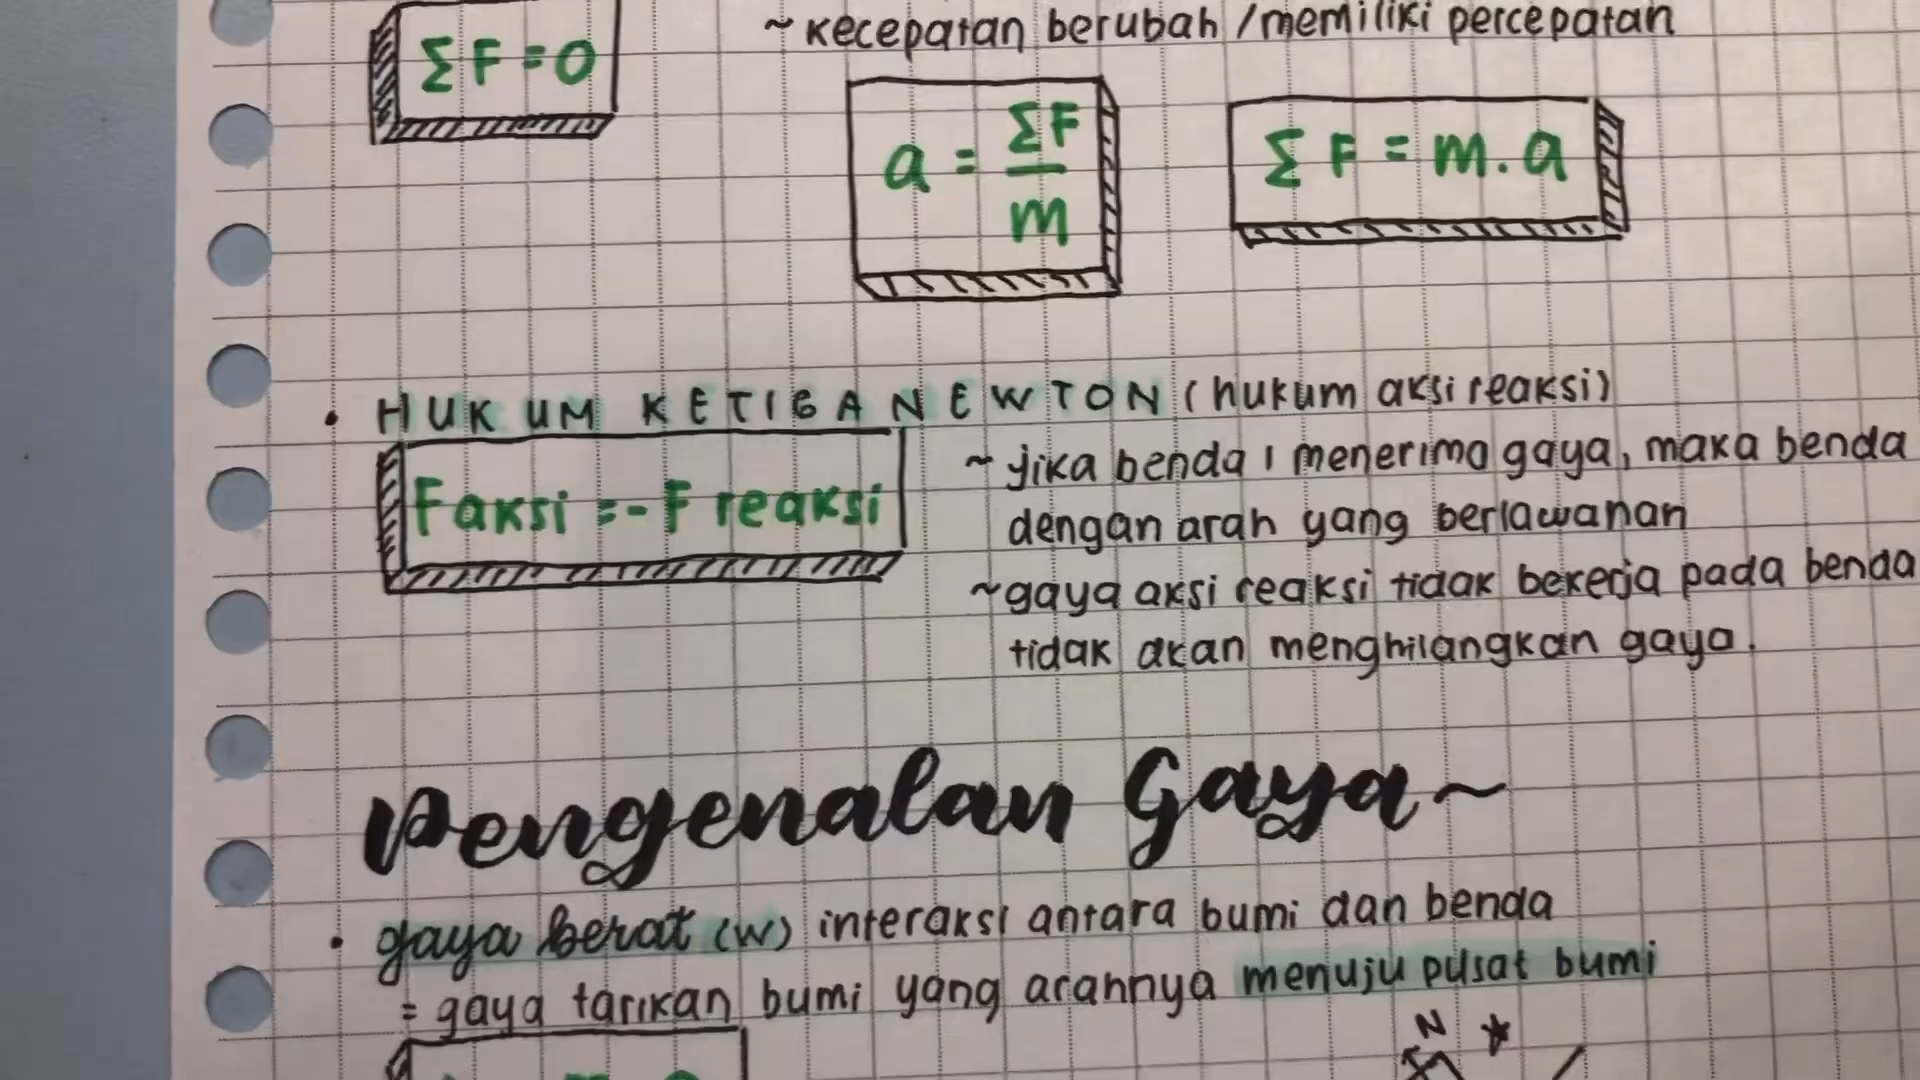 ~ kecepatan berubah / memiliki percepatan
ΣF = 0
a = ΣF/m
ΣF = m.a
• HUKUM KETIGA NEWTON (hukum aksi reaksi)
Faksi = -F reaksi
~ jika benda 1 menerima gaya, maka benda
dengan arah yang berlawanan
~ gaya aksi reaksi tidak bekerja pada benda
tidak akan menghilangkan gaya.
Pengenalan Gaya~
• gaya berat (w) interaksi antara bumi dan benda
= gaya tarikan bumi yang arahnya menuju pusat bumi
N